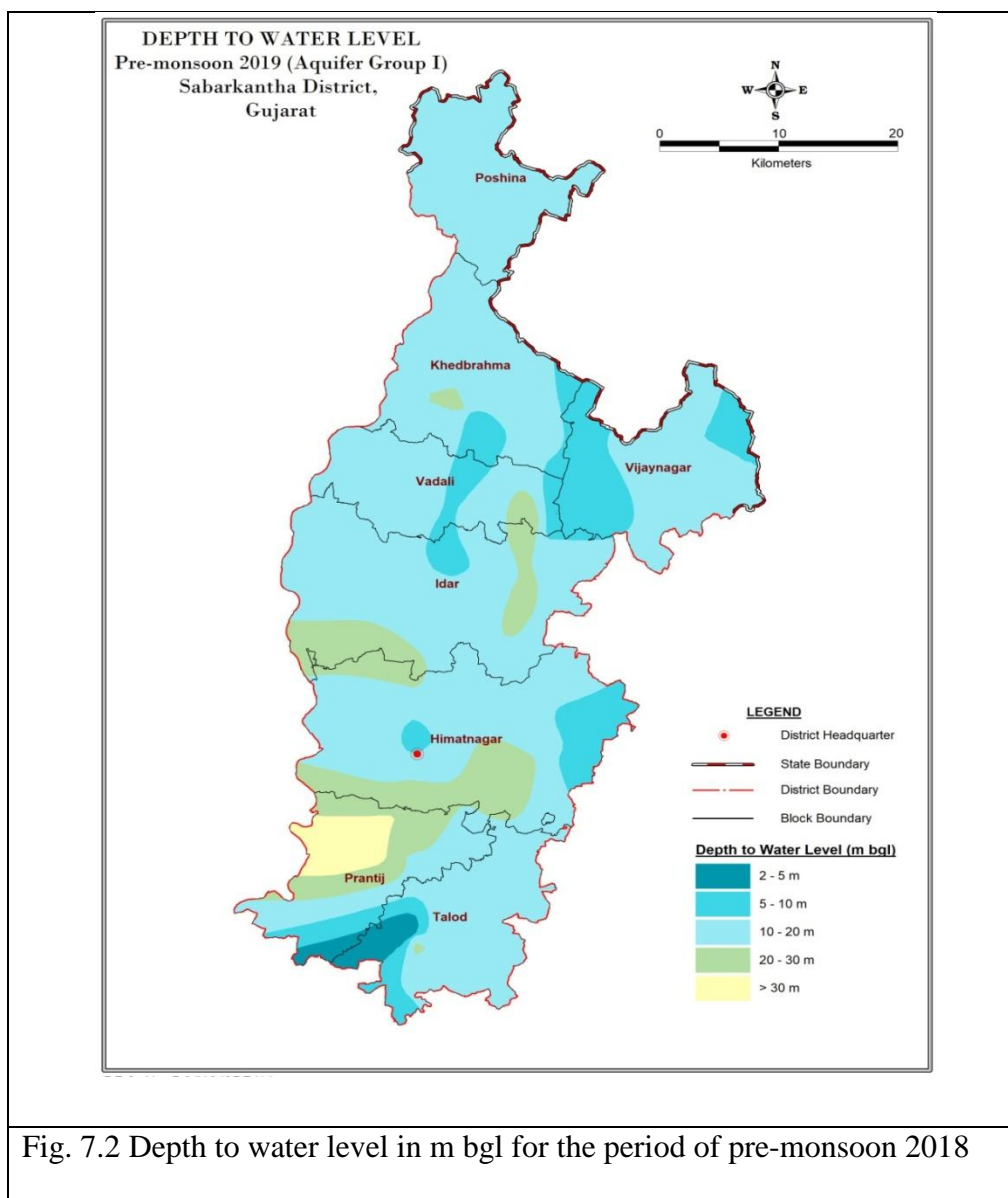 DEPTH TO WATER LEVEL
Pre-monsoon 2019 (Aquifer Group I)
Sabarkantha District,
Gujarat
N
W E
S
0 10 20
Kilometers
Poshina
Khedbrahma
Vijaynagar
Vadali
Idar
Himatnagar
Prantij
Talod
LEGEND
District Headquarter
State Boundary
District Boundary
Block Boundary
Depth to Water Level (m bgl)
2 - 5 m
5 - 10 m
10 - 20 m
20 - 30 m
> 30 m
Fig. 7.2 Depth to water level in m bgl for the period of pre-monsoon 2018